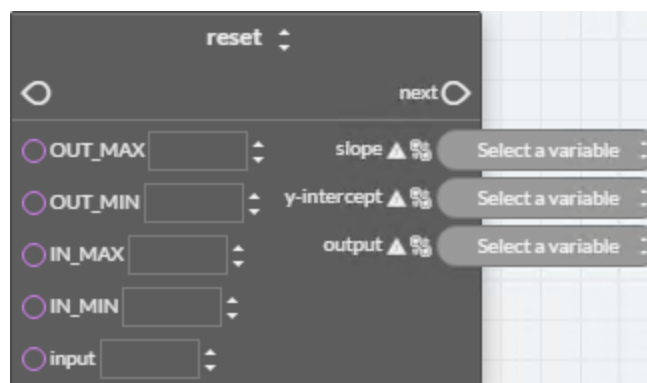 reset
next
OUT_MAX slope Select a variable
OUT_MIN y-intercept Select a variable
IN_MAX output Select a variable
IN_MIN
input